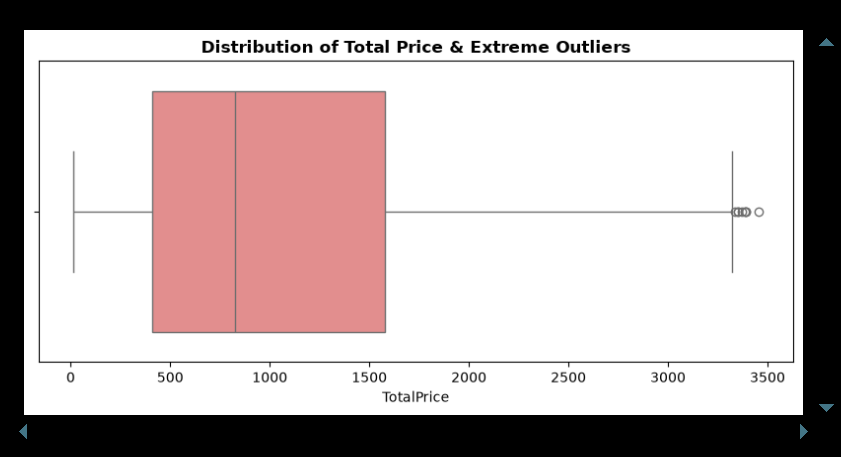 Distribution of Total Price & Extreme Outliers
0 500 1000 1500 2000 2500 3000 3500
TotalPrice